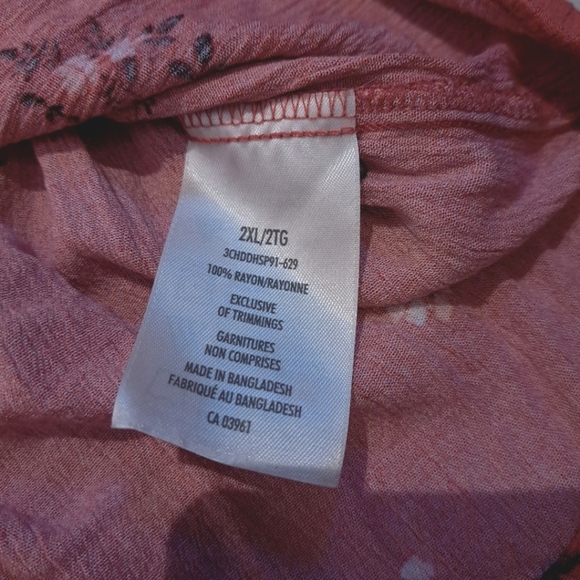 2XL/2TG
3CHDDHSP91-629
100% RAYON/RAYONNE
EXCLUSIVE
OF TRIMMINGS
GARNITURES
NON COMPRISES
MADE IN BANGLADESH
FABRIQUÉ AU BANGLADESH
CA 03961